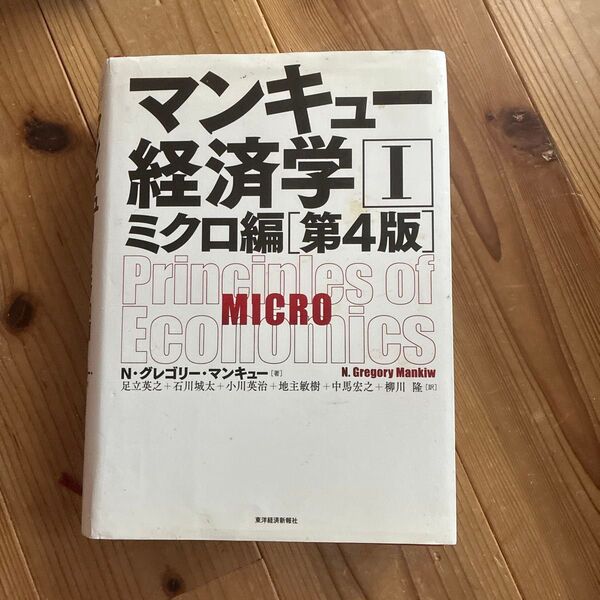 マンキュー
経済学 I
ミクロ編[第4版]
Principles of
Economics
MICRO
N・グレゴリー・マンキュー[著]
N. Gregory Mankiw
足立英之+石川城太+小川英治+地主敏樹+中馬宏之+柳川 隆[訳]
東洋経済新報社